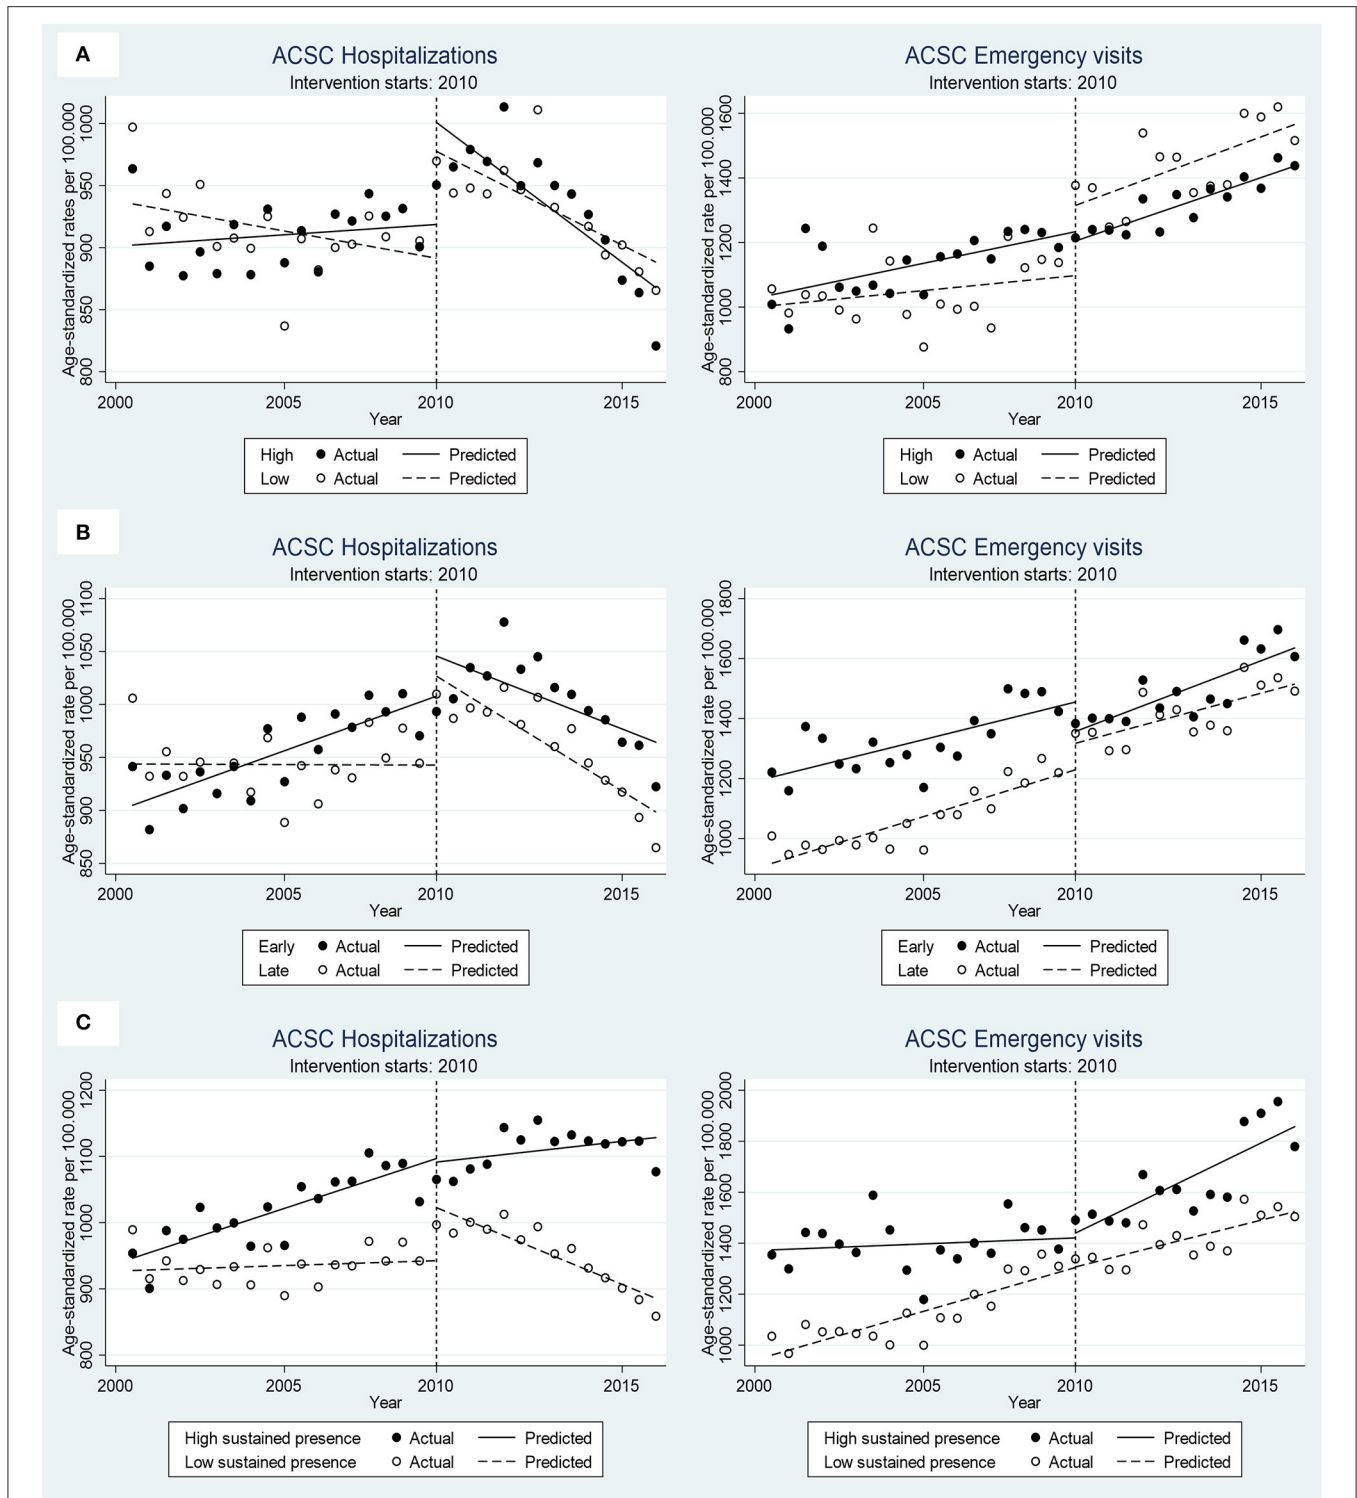 A
ACSC Hospitalizations
Intervention starts: 2010
Age-standardized rates per 100.000
1000
950
900
850
800
2000 2005 2010 2015
Year
High Actual Predicted
Low Actual Predicted
ACSC Emergency visits
Intervention starts: 2010
Age-standardized rate per 100.000
1600
1400
1200
1000
800
2000 2005 2010 2015
Year
High Actual Predicted
Low Actual Predicted
B
ACSC Hospitalizations
Intervention starts: 2010
Age-standardized rate per 100.000
1100
1050
1000
950
900
850
2000 2005 2010 2015
Year
Early Actual Predicted
Late Actual Predicted
ACSC Emergency visits
Intervention starts: 2010
Age-standardized rate per 100.000
1800
1600
1400
1200
1000
2000 2005 2010 2015
Year
Early Actual Predicted
Late Actual Predicted
C
ACSC Hospitalizations
Intervention starts: 2010
Age-standardized rate per 100.000
1200
1100
1000
900
800
2000 2005 2010 2015
Year
High sustained presence Actual Predicted
Low sustained presence Actual Predicted
ACSC Emergency visits
Intervention starts: 2010
Age-standardized rate per 100.000
2000
1800
1600
1400
1200
1000
2000 2005 2010 2015
Year
High sustained presence Actual Predicted
Low sustained presence Actual Predicted